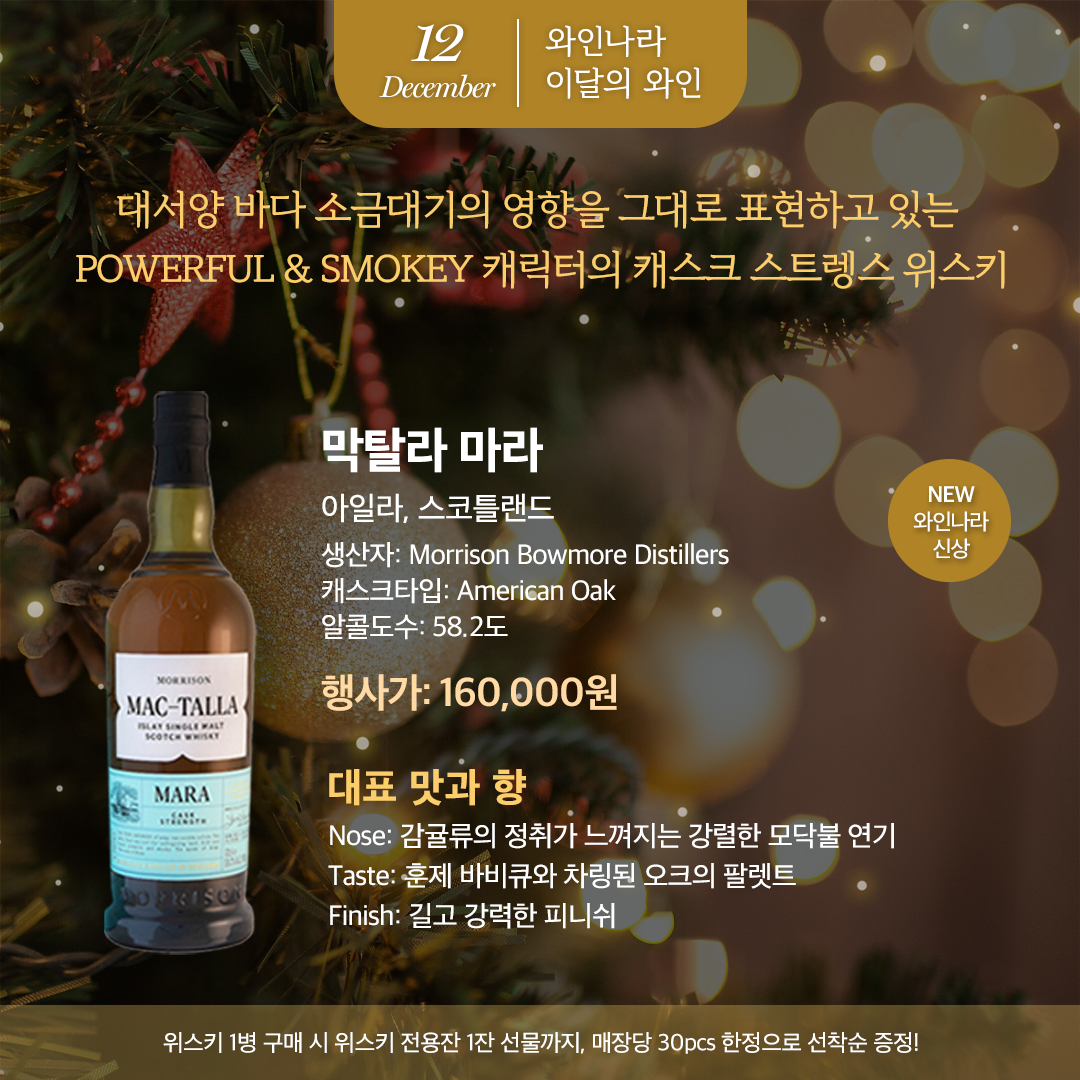 12
December
와인나라
이달의 와인
대서양 바다 소금대기의 영향을 그대로 표현하고 있는
POWERFUL & SMOKEY 캐릭터의 캐스크 스트렝스 위스키
막탈라 마라
아일라, 스코틀랜드
생산자: Morrison Bowmore Distillers
캐스크타입: American Oak
알콜도수: 58.2도
행사가: 160,000원
NEW
와인나라
신상
MORRISON
MAC-TALLA
ISLAY SINGLE MALT
SCOTCH WHISKY
MARA
CASK
STRENGTH
MORRISON
대표 맛과 향
Nose: 감귤류의 정취가 느껴지는 강렬한 모닥불 연기
Taste: 훈제 바비큐와 차링된 오크의 팔렛트
Finish: 길고 강력한 피니쉬
위스키 1병 구매 시 위스키 전용잔 1잔 선물까지, 매장당 30pcs 한정으로 선착순 증정!